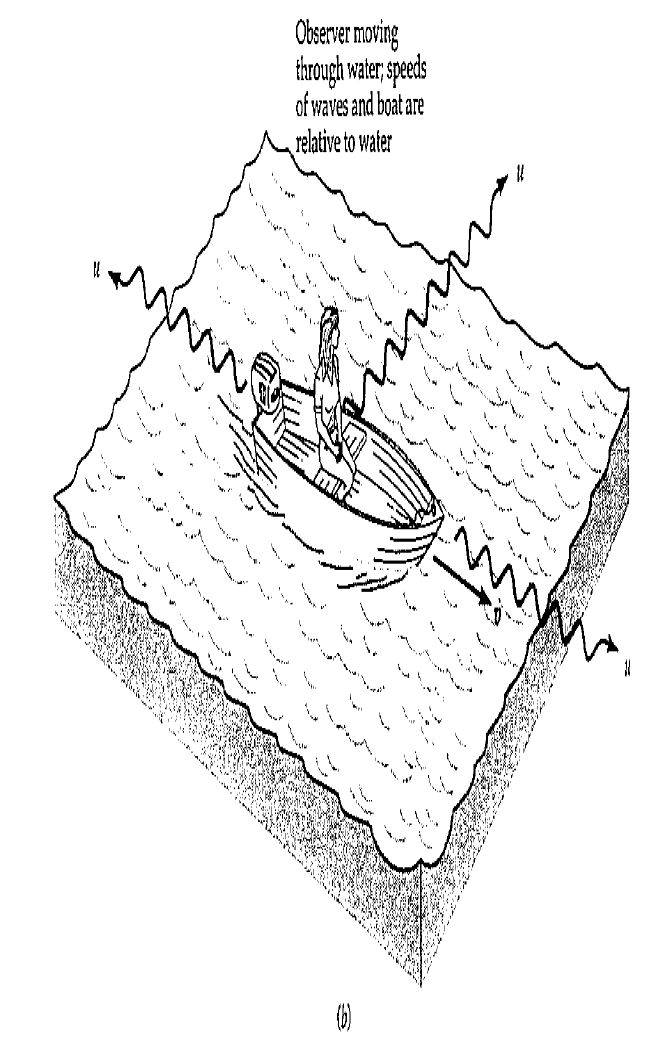 Observer moving
through water; speeds
of waves and boat are
relative to water
u
u
v
u
(b)